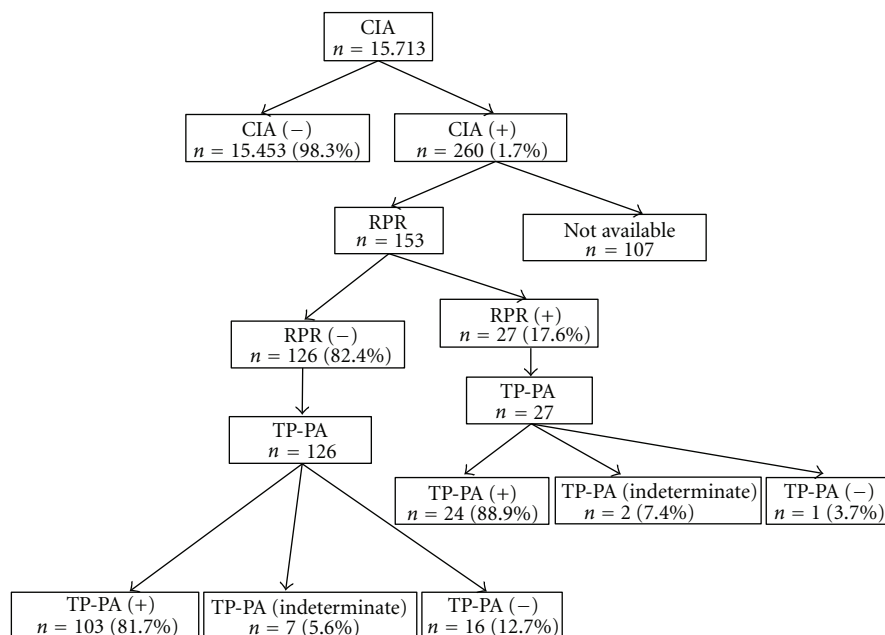 CIA
n = 15.713
CIA (−)
n = 15.453 (98.3%)
CIA (+)
n = 260 (1.7%)
RPR
n = 153
Not available
n = 107
RPR (−)
n = 126 (82.4%)
RPR (+)
n = 27 (17.6%)
TP-PA
n = 27
TP-PA
n = 126
TP-PA (+)
n = 24 (88.9%)
TP-PA (indeterminate)
n = 2 (7.4%)
TP-PA (−)
n = 1 (3.7%)
TP-PA (+)
n = 103 (81.7%)
TP-PA (indeterminate)
n = 7 (5.6%)
TP-PA (−)
n = 16 (12.7%)